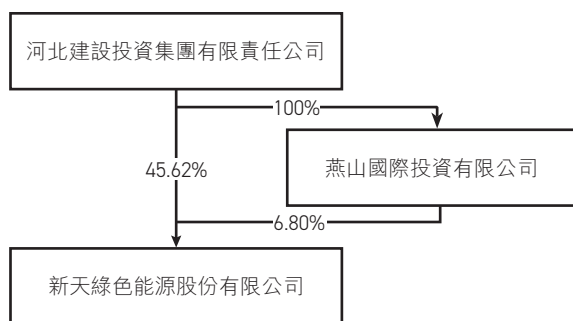 河北建設投資集團有限責任公司
100%
燕山國際投資有限公司
45.62%
6.80%
新天綠色能源股份有限公司